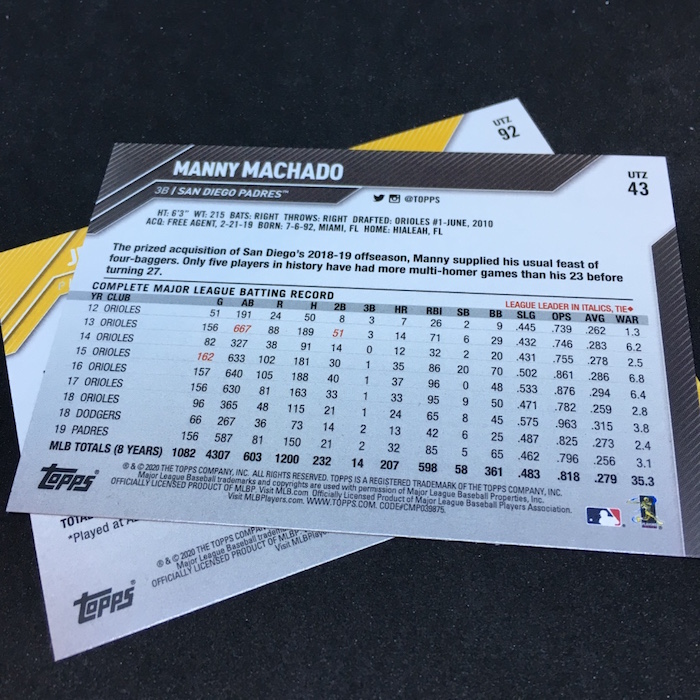 UTZ
92
MANNY MACHADO
UTZ
43
3B | SAN DIEGO PADRES™
@TOPPS
HT: 6'3" WT: 215 BATS: RIGHT THROWS: RIGHT DRAFTED: ORIOLES #1-JUNE, 2010
ACQ: FREE AGENT, 2-21-19 BORN: 7-6-92, MIAMI, FL HOME: HIALEAH, FL
The prized acquisition of San Diego's 2018-19 offseason, Manny supplied his usual feast of
four-baggers. Only five players in history have had more multi-homer games than his 23 before
turning 27.
COMPLETE MAJOR LEAGUE BATTING RECORD LEAGUE LEADER IN ITALICS, TIE◆
YR CLUB G AB R H 2B 3B HR RBI SB BB SLG OPS AVG WAR
12 ORIOLES 51 191 24 50 8 3 7 26 2 9 .445 .739 .262 1.3
13 ORIOLES 156 667 88 189 51 3 14 71 6 29 .432 .746 .283 6.2
14 ORIOLES 82 327 38 91 14 0 12 32 2 20 .431 .755 .278 2.5
15 ORIOLES 162 633 102 181 30 1 35 86 20 70 .502 .861 .286 6.8
16 ORIOLES 157 640 105 188 40 1 37 96 0 48 .533 .876 .294 6.4
17 ORIOLES 156 630 81 163 33 1 33 95 9 50 .471 .782 .259 2.8
18 ORIOLES 96 365 48 115 21 1 24 65 8 45 .575 .963 .315 3.8
18 DODGERS 66 267 36 73 14 2 13 42 6 25 .487 .825 .273 2.4
19 PADRES 156 587 81 150 21 2 32 85 5 65 .462 .796 .256 3.1
MLB TOTALS (8 YEARS) 1082 4307 603 1200 232 14 207 598 58 361 .483 .818 .279 35.3
Topps
® & © 2020 THE TOPPS COMPANY, INC. ALL RIGHTS RESERVED. TOPPS IS A REGISTERED TRADEMARK OF THE TOPPS COMPANY, INC.
Major League Baseball trademarks and copyrights are used with permission of Major League Baseball Properties, Inc.
OFFICIALLY LICENSED PRODUCT OF MLBP Visit MLB.com Officially Licensed Product of Major League Baseball Players Association.
Visit MLBPlayers.com. WWW.TOPPS.COM. CODE#CMP039875.
TOTA
*Played at A
® & © 2020 THE TOPPS COMPAN
Major League Baseball tradema
OFFICIALLY LICENSED PRODUCT OF MLBP
Visit MLBPlayer
Topps